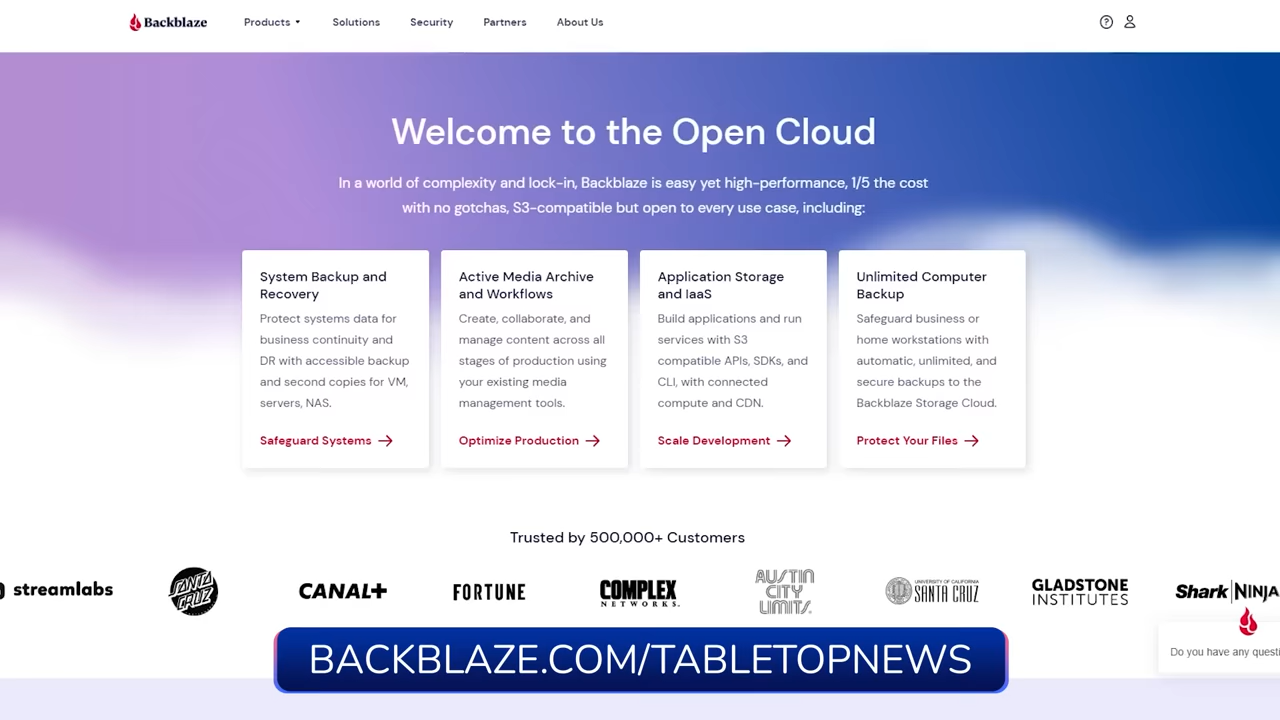 Backblaze
Products
Solutions
Security
Partners
About Us
Welcome to the Open Cloud
In a world of complexity and lock-in, Backblaze is easy yet high-performance, 1/5 the cost
with no gotchas, S3-compatible but open to every use case, including:
System Backup and
Recovery
Protect systems data for
business continuity and
DR with accessible backup
and second copies for VM,
servers, NAS.
Safeguard Systems
Active Media Archive
and Workflows
Create, collaborate, and
manage content across all
stages of production using
your existing media
management tools.
Optimize Production
Application Storage
and IaaS
Build applications and run
services with S3
compatible APIs, SDKs, and
CLI, with connected
compute and CDN.
Scale Development
Unlimited Computer
Backup
Safeguard business or
home workstations with
automatic, unlimited, and
secure backups to the
Backblaze Storage Cloud.
Protect Your Files
Trusted by 500,000+ Customers
streamlabs
SANTA
CRUZ
CANAL+
FORTUNE
COMPLEX
NETWORKS.
AUSTIN
CITY
LIMITS.
UNIVERSITY OF CALIFORNIA
SANTA CRUZ
GLADSTONE
INSTITUTES
Shark|NINJA
BACKBLAZE.COM/TABLETOPNEWS
Do you have any questi